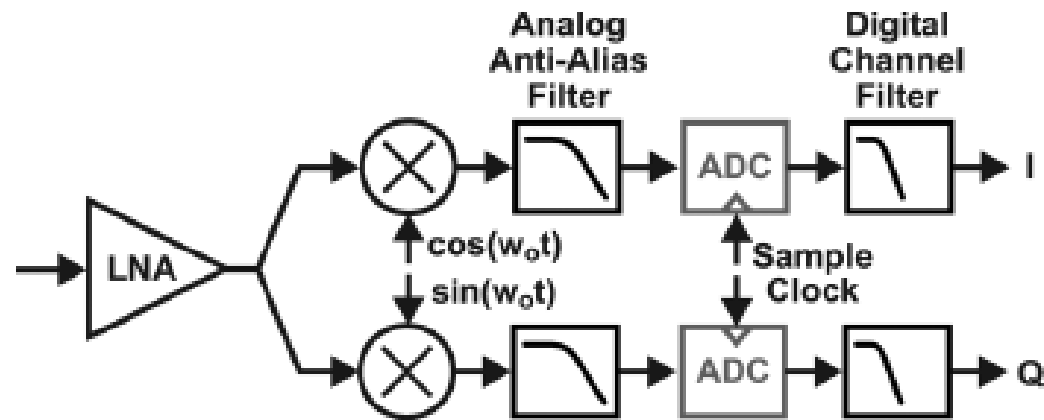 Analog
Anti-Alias
Filter
Digital
Channel
Filter
ADC
I
LNA
cos(wₒt)
sin(wₒt)
Sample
Clock
ADC
Q